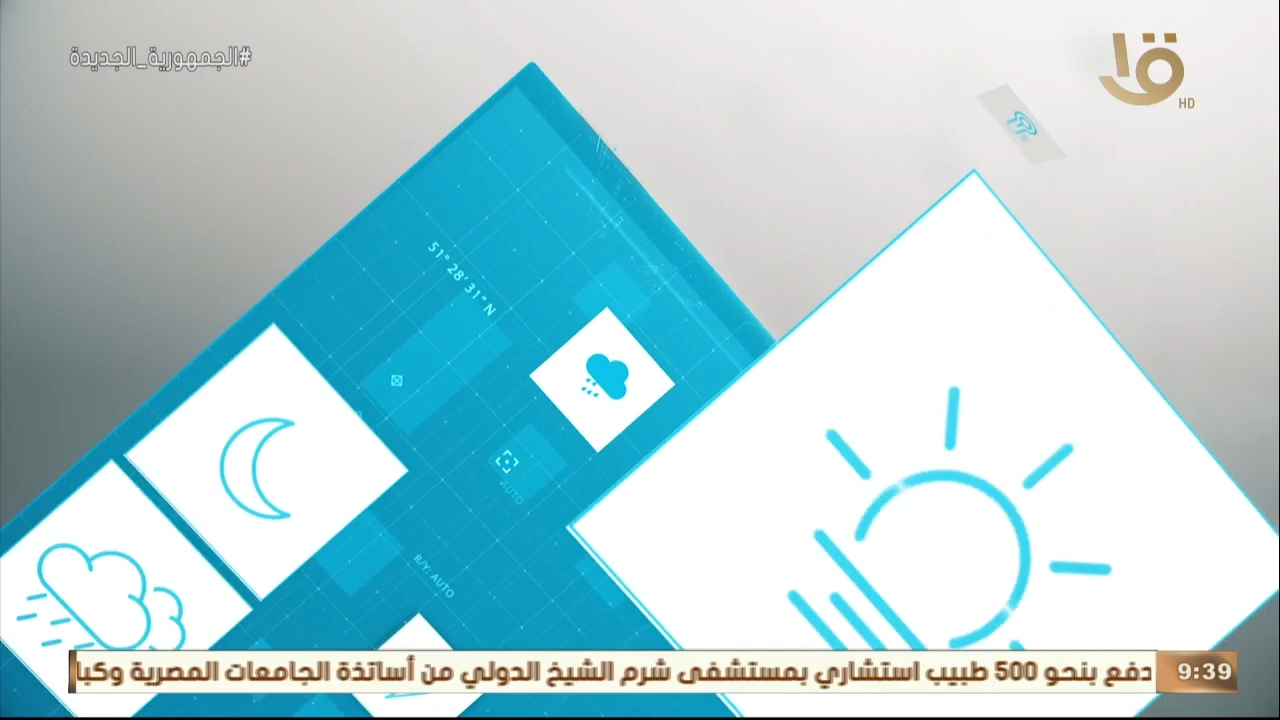 #الجمهورية_الجديدة
HD
51° 28' 31" N
AUTO
R/Y: AUTO
دفع بنحو 500 طبيب استشاري بمستشفى شرم الشيخ الدولي من أساتذة الجامعات المصرية وكبا
9:39